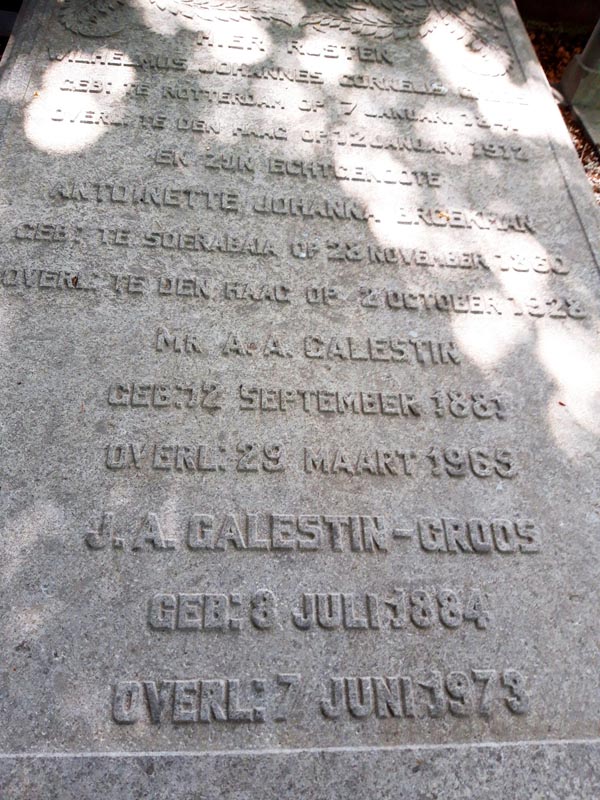 HIER RUSTEN
WILHELMUS JOHANNES CORNELIS
GEB: TE ROTTERDAM OP 7 JANUARI
OVERL: TE DEN HAAG OP 12 JANUARI 1912
EN ZIJN ECHTGENOOTE
ANTOINETTE JOHANNA BROEKMAN
GEB: TE SOERABAIA OP 28 NOVEMBER 1860
OVERL: TE DEN HAAG OP 2 OCTOBER 1928
MR A. A. GALESTIN
GEB: 12 SEPTEMBER 1881
OVERL: 29 MAART 1965
J. A. GALESTIN-GROOS
GEB: 8 JULI 1884
OVERL: 7 JUNI 1973